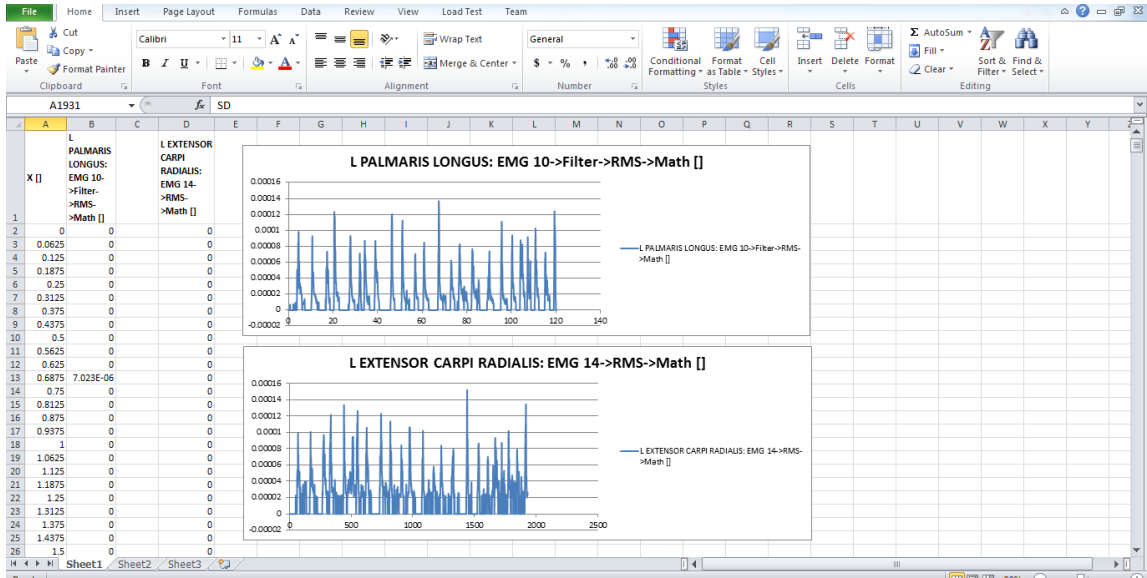 File Home Insert Page Layout Formulas Data Review View Load Test Team
Cut
Copy
Format Painter
Paste
Calibri 11
B I U
Wrap Text
Merge & Center
General
$ % ,
Conditional Formatting
Format as Table
Cell Styles
Insert Delete Format
Σ AutoSum
Fill
Clear
Sort & Filter
Find & Select
Clipboard Font Alignment Number Styles Cells Editing
A1931 fx SD
A B C D E F G H I J K L M N O P Q R S T U V W X Y
1 X []
L PALMARIS LONGUS: EMG 10->Filter->RMS->Math []
L EXTENSOR CARPI RADIALIS: EMG 14->RMS->Math []
2 0 0 0
3 0.0625 0 0
4 0.125 0 0
5 0.1875 0 0
6 0.25 0 0
7 0.3125 0 0
8 0.375 0 0
9 0.4375 0 0
10 0.5 0 0
11 0.5625 0 0
12 0.625 0 0
13 0.6875 7.023E-06 0
14 0.75 0 0
15 0.8125 0 0
16 0.875 0 0
17 0.9375 0 0
18 1 0 0
19 1.0625 0 0
20 1.125 0 0
21 1.1875 0 0
22 1.25 0 0
23 1.3125 0 0
24 1.375 0 0
25 1.4375 0 0
26 1.5 0 0
L PALMARIS LONGUS: EMG 10->Filter->RMS->Math []
0.00016
0.00014
0.00012
0.0001
0.00008
0.00006
0.00004
0.00002
0
-0.00002
0 20 40 60 80 100 120 140
L PALMARIS LONGUS: EMG 10->Filter->RMS-
>Math []
L EXTENSOR CARPI RADIALIS: EMG 14->RMS->Math []
0.00016
0.00014
0.00012
0.0001
0.00008
0.00006
0.00004
0.00002
0
-0.00002
0 500 1000 1500 2000 2500
L EXTENSOR CARPI RADIALIS: EMG 14->RMS-
>Math []
Sheet1 Sheet2 Sheet3